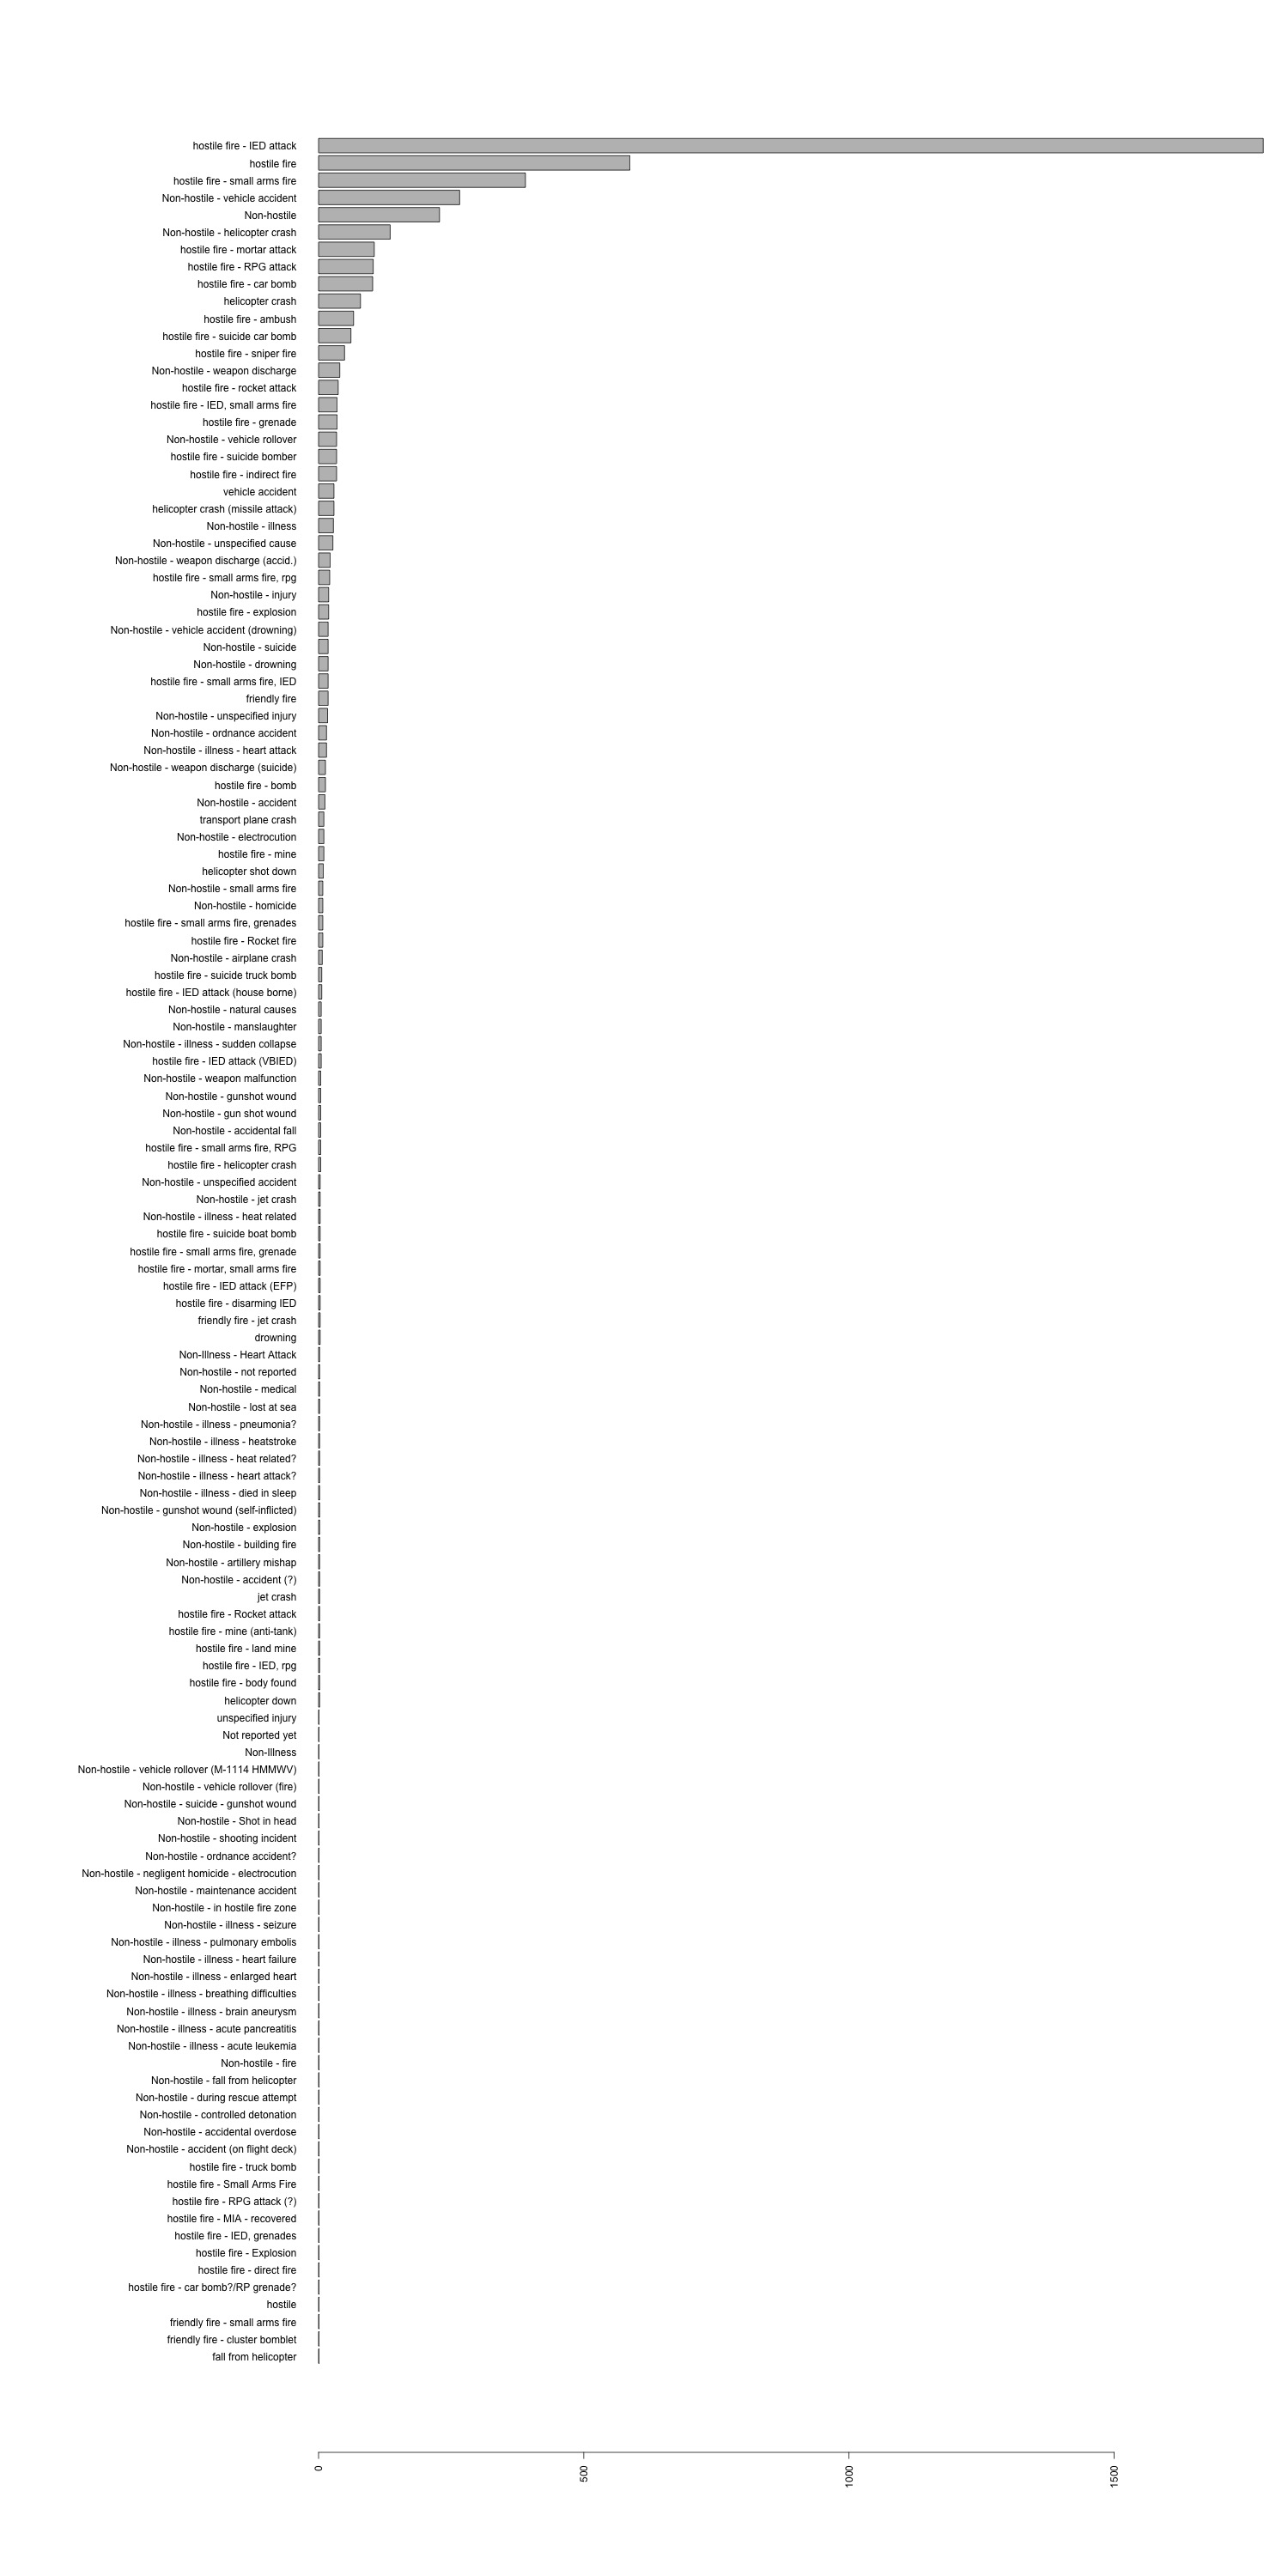 hostile fire - IED attack
hostile fire
hostile fire - small arms fire
Non-hostile - vehicle accident
Non-hostile
Non-hostile - helicopter crash
hostile fire - mortar attack
hostile fire - RPG attack
hostile fire - car bomb
helicopter crash
hostile fire - ambush
hostile fire - suicide car bomb
hostile fire - sniper fire
Non-hostile - weapon discharge
hostile fire - rocket attack
hostile fire - IED, small arms fire
hostile fire - grenade
Non-hostile - vehicle rollover
hostile fire - suicide bomber
hostile fire - indirect fire
vehicle accident
helicopter crash (missile attack)
Non-hostile - illness
Non-hostile - unspecified cause
Non-hostile - weapon discharge (accid.)
hostile fire - small arms fire, rpg
Non-hostile - injury
hostile fire - explosion
Non-hostile - vehicle accident (drowning)
Non-hostile - suicide
Non-hostile - drowning
hostile fire - small arms fire, IED
friendly fire
Non-hostile - unspecified injury
Non-hostile - ordnance accident
Non-hostile - illness - heart attack
Non-hostile - weapon discharge (suicide)
hostile fire - bomb
Non-hostile - accident
transport plane crash
Non-hostile - electrocution
hostile fire - mine
helicopter shot down
Non-hostile - small arms fire
Non-hostile - homicide
hostile fire - small arms fire, grenades
hostile fire - Rocket fire
Non-hostile - airplane crash
hostile fire - suicide truck bomb
hostile fire - IED attack (house borne)
Non-hostile - natural causes
Non-hostile - manslaughter
Non-hostile - illness - sudden collapse
hostile fire - IED attack (VBIED)
Non-hostile - weapon malfunction
Non-hostile - gunshot wound
Non-hostile - gun shot wound
Non-hostile - accidental fall
hostile fire - small arms fire, RPG
hostile fire - helicopter crash
Non-hostile - unspecified accident
Non-hostile - jet crash
Non-hostile - illness - heat related
hostile fire - suicide boat bomb
hostile fire - small arms fire, grenade
hostile fire - mortar, small arms fire
hostile fire - IED attack (EFP)
hostile fire - disarming IED
friendly fire - jet crash
drowning
Non-Illness - Heart Attack
Non-hostile - not reported
Non-hostile - medical
Non-hostile - lost at sea
Non-hostile - illness - pneumonia?
Non-hostile - illness - heatstroke
Non-hostile - illness - heat related?
Non-hostile - illness - heart attack?
Non-hostile - illness - died in sleep
Non-hostile - gunshot wound (self-inflicted)
Non-hostile - explosion
Non-hostile - building fire
Non-hostile - artillery mishap
Non-hostile - accident (?)
jet crash
hostile fire - Rocket attack
hostile fire - mine (anti-tank)
hostile fire - land mine
hostile fire - IED, rpg
hostile fire - body found
helicopter down
unspecified injury
Not reported yet
Non-Illness
Non-hostile - vehicle rollover (M-1114 HMMWV)
Non-hostile - vehicle rollover (fire)
Non-hostile - suicide - gunshot wound
Non-hostile - Shot in head
Non-hostile - shooting incident
Non-hostile - ordnance accident?
Non-hostile - negligent homicide - electrocution
Non-hostile - maintenance accident
Non-hostile - in hostile fire zone
Non-hostile - illness - seizure
Non-hostile - illness - pulmonary embolis
Non-hostile - illness - heart failure
Non-hostile - illness - enlarged heart
Non-hostile - illness - breathing difficulties
Non-hostile - illness - brain aneurysm
Non-hostile - illness - acute pancreatitis
Non-hostile - illness - acute leukemia
Non-hostile - fire
Non-hostile - fall from helicopter
Non-hostile - during rescue attempt
Non-hostile - controlled detonation
Non-hostile - accidental overdose
Non-hostile - accident (on flight deck)
hostile fire - truck bomb
hostile fire - Small Arms Fire
hostile fire - RPG attack (?)
hostile fire - MIA - recovered
hostile fire - IED, grenades
hostile fire - Explosion
hostile fire - direct fire
hostile fire - car bomb?/RP grenade?
hostile
friendly fire - small arms fire
friendly fire - cluster bomblet
fall from helicopter
0
500
1000
1500